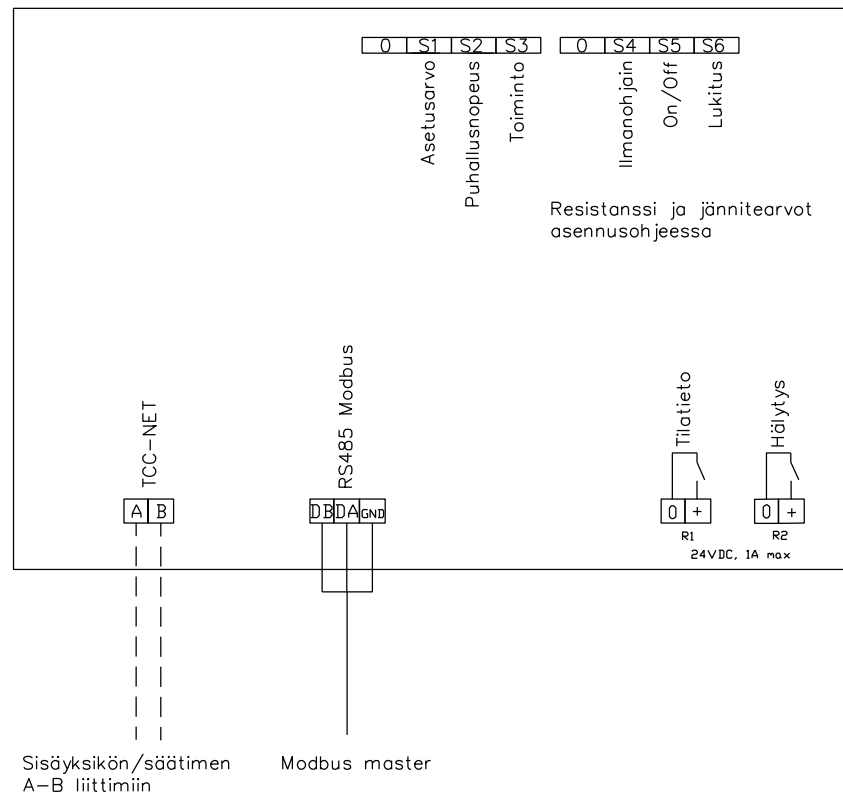 0 S1 S2 S3 0 S4 S5 S6
Asetusarvo
Puhallusnopeus
Toiminto
Ilmanohjain
On/Off
Lukitus
Resistanssi ja jännitearvot
asennusohjeessa
TCC-NET
RS485 Modbus
Tilatieto
Hälytys
A B
DB DA GND
0 +
0 +
R1
R2
24VDC, 1A max
Sisäyksikön/säätimen
A-B liittimiin
Modbus master